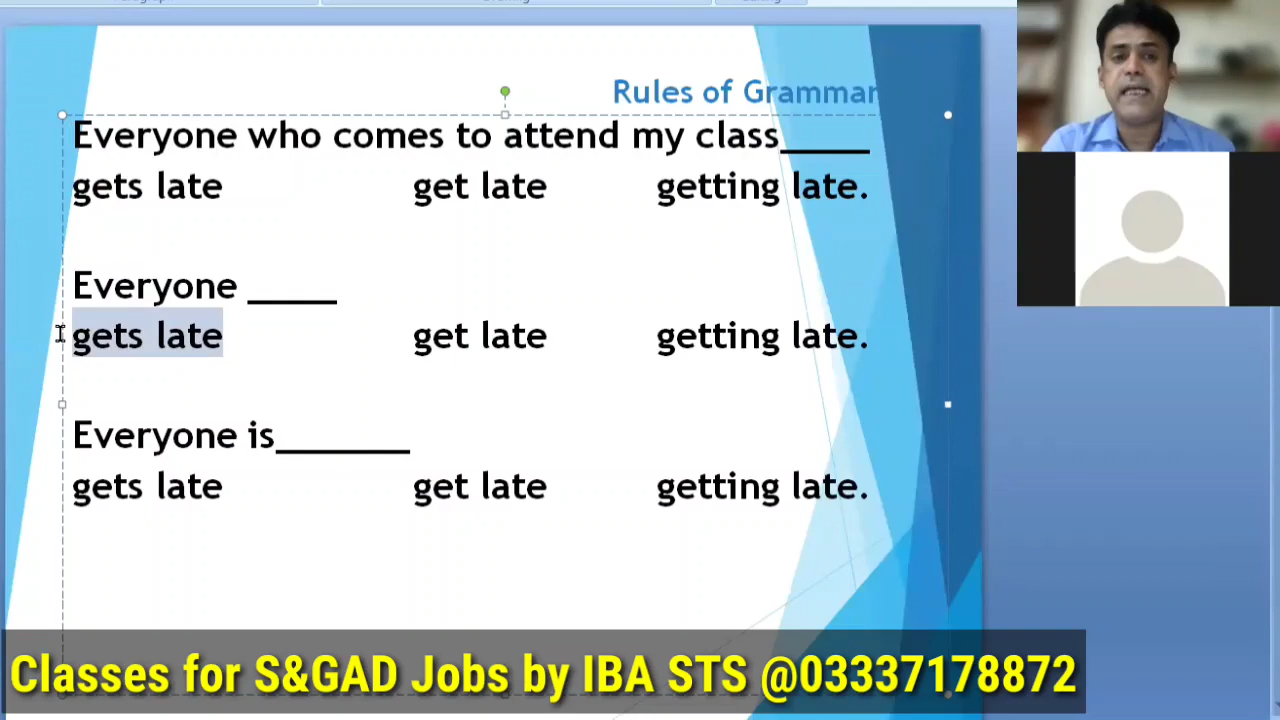 Rules of Grammar
Everyone who comes to attend my class_____
gets late get late getting late.
Everyone _____
gets late get late getting late.
Everyone is_______
gets late get late getting late.
Classes for S&GAD Jobs by IBA STS @03337178872